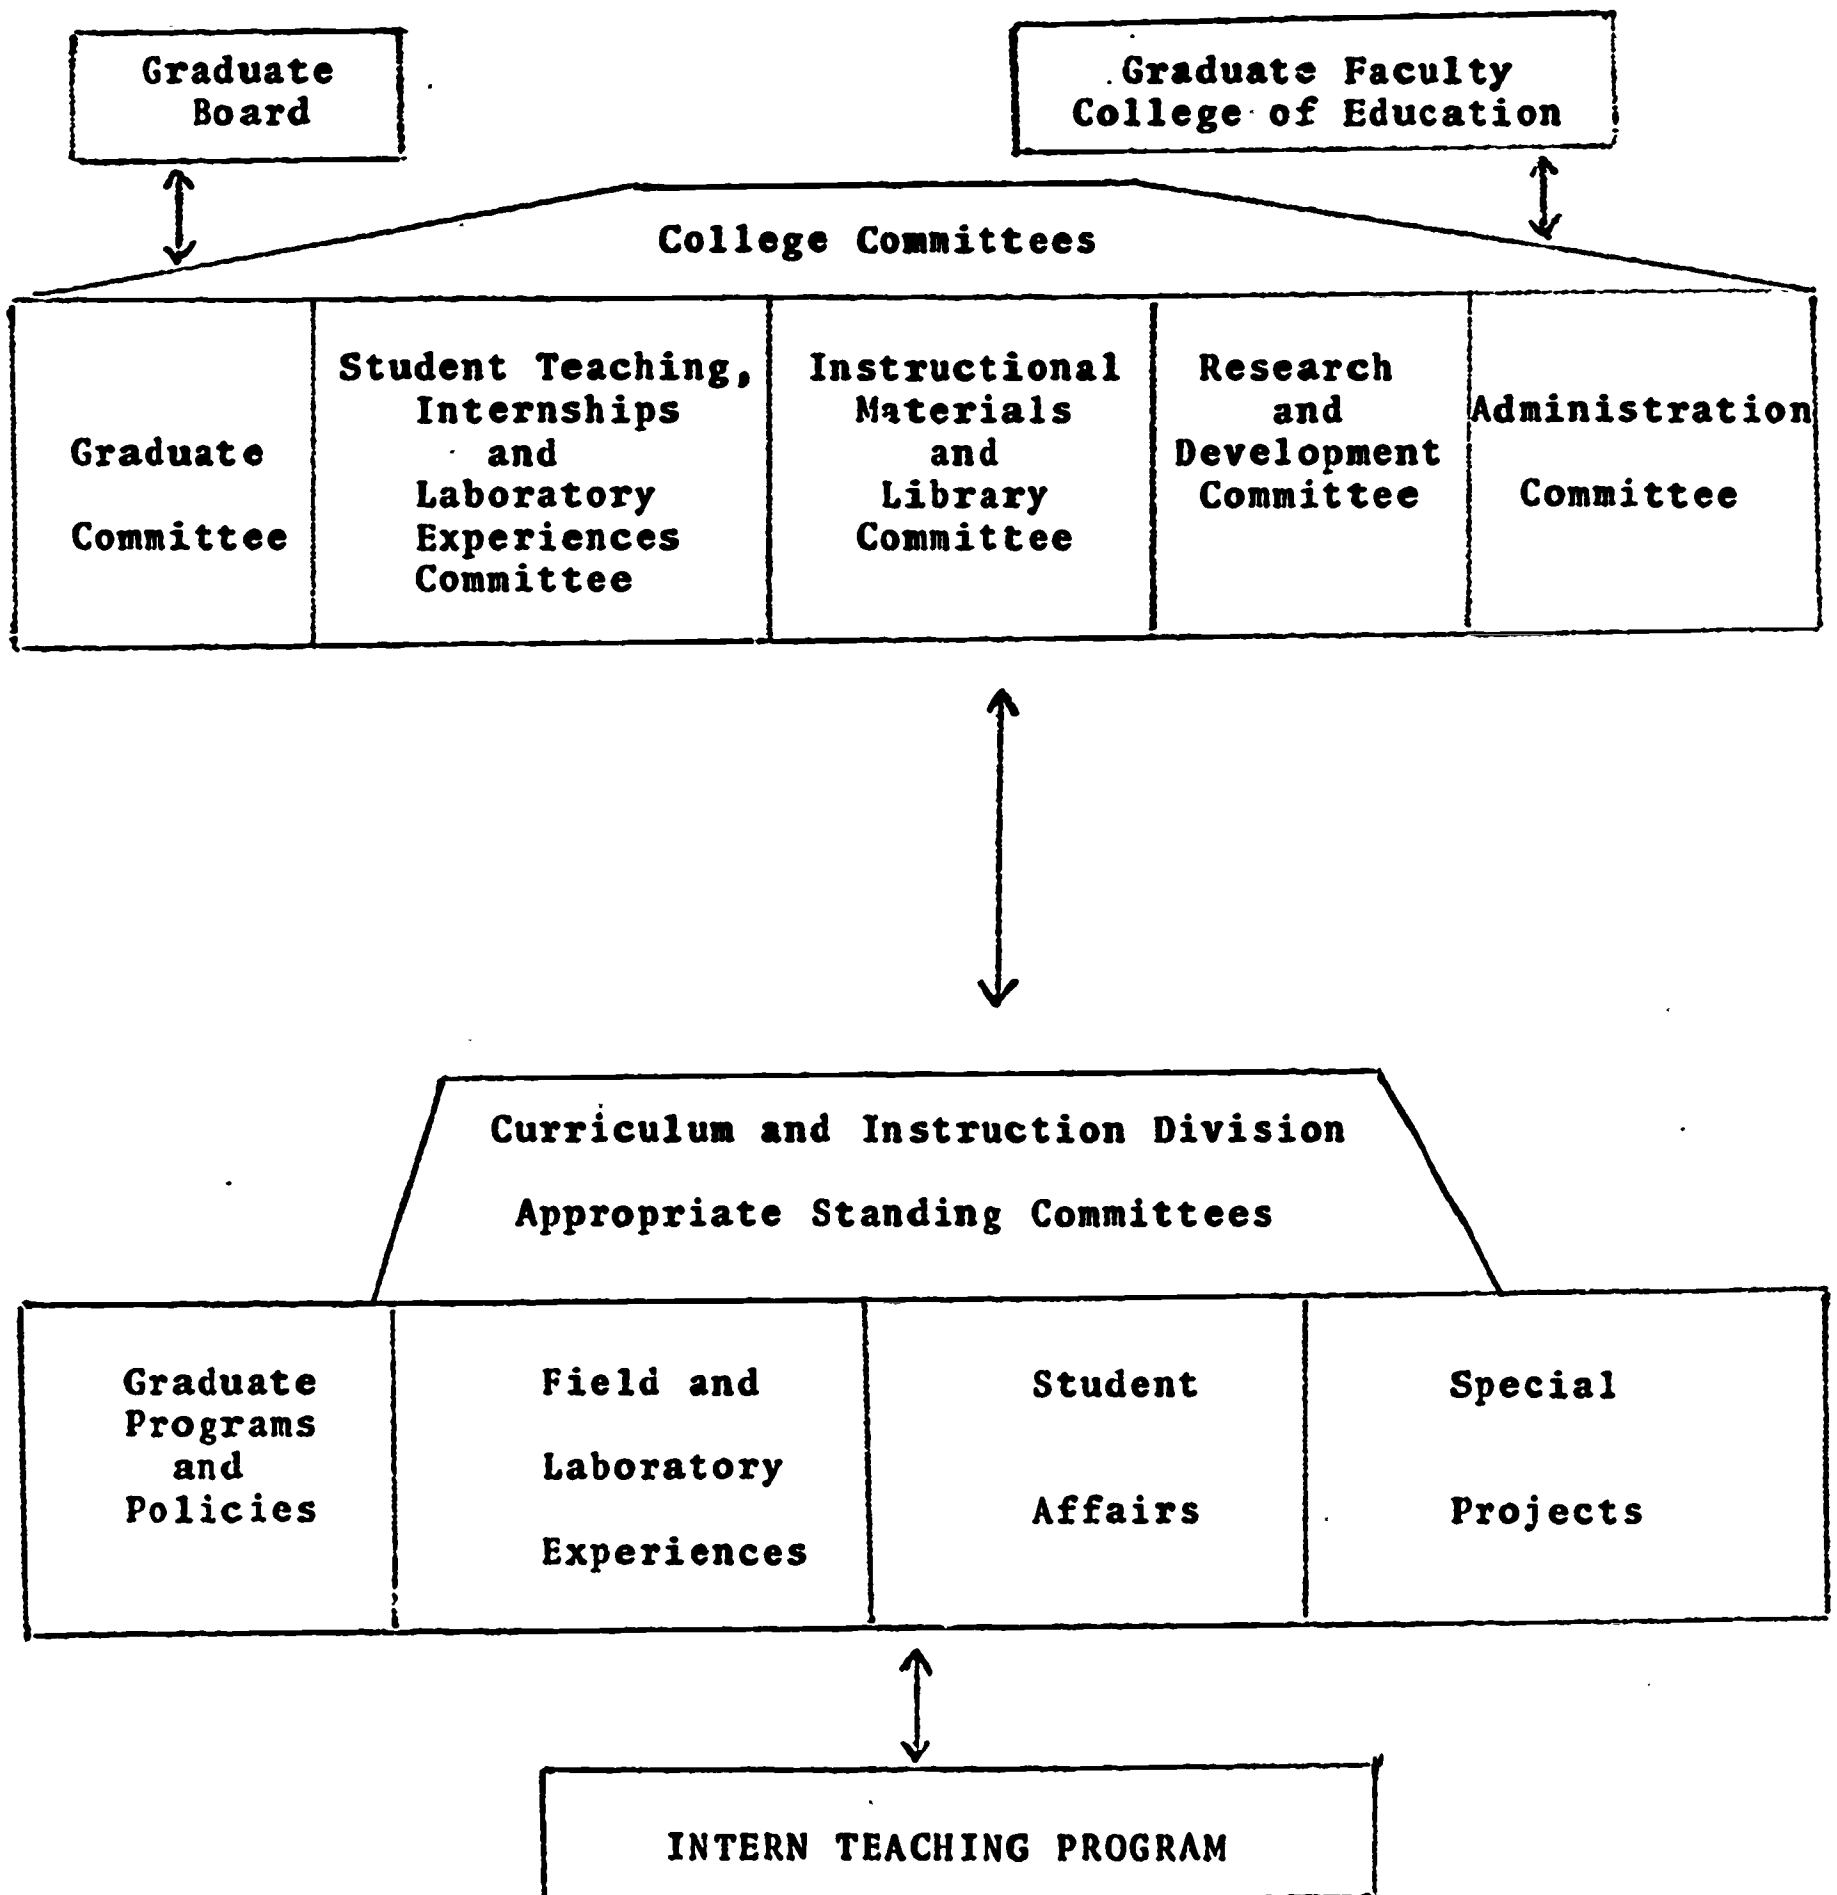 Graduate
Board
Graduate Faculty
College of Education
College Committees
Graduate
Committee
Student Teaching,
Internships
and
Laboratory
Experiences
Committee
Instructional
Materials
and
Library
Committee
Research
and
Development
Committee
Administration
Committee
Curriculum and Instruction Division
Appropriate Standing Committees
Graduate
Programs
and
Policies
Field and
Laboratory
Experiences
Student
Affairs
Special
Projects
INTERN TEACHING PROGRAM